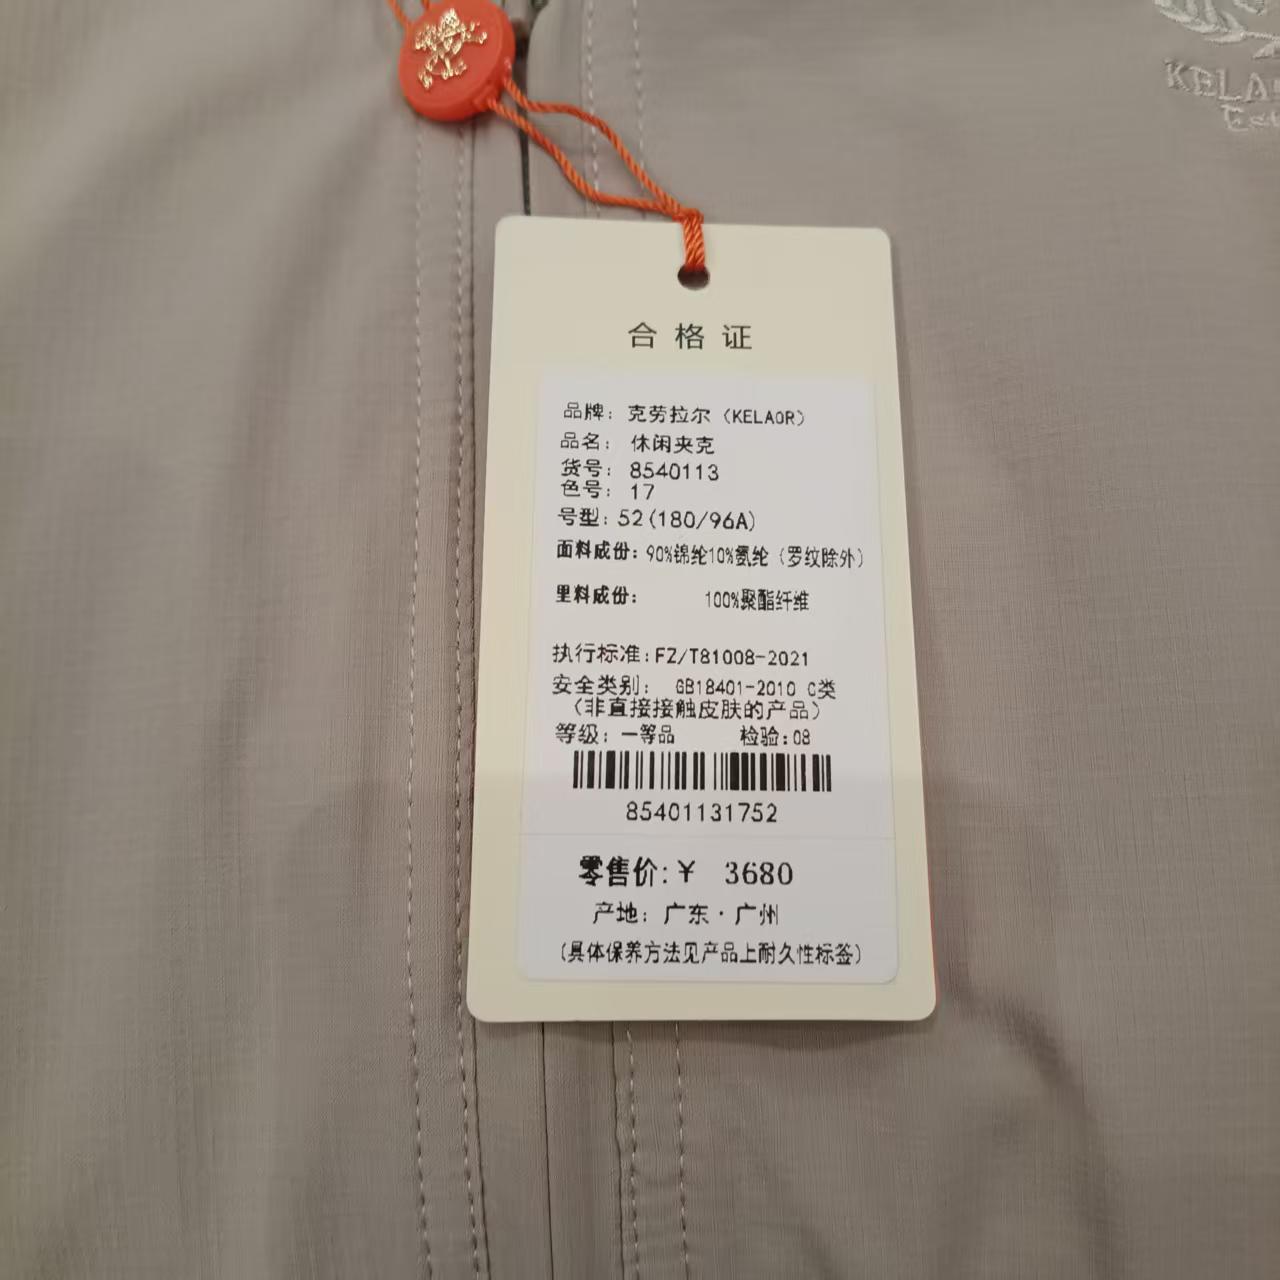 KELA
Est
合格证
品牌：克劳拉尔（KELAOR）
品名：休闲夹克
货号：8540113
色号：17
号型：52(180/96A)
面料成份：90%锦纶10%氨纶（罗纹除外）
里料成份：100%聚酯纤维
执行标准：FZ/T81008-2021
安全类别：GB18401-2010 C类
（非直接接触皮肤的产品）
等级：一等品 检验：08
85401131752
零售价：¥ 3680
产地：广东·广州
（具体保养方法见产品上耐久性标签）